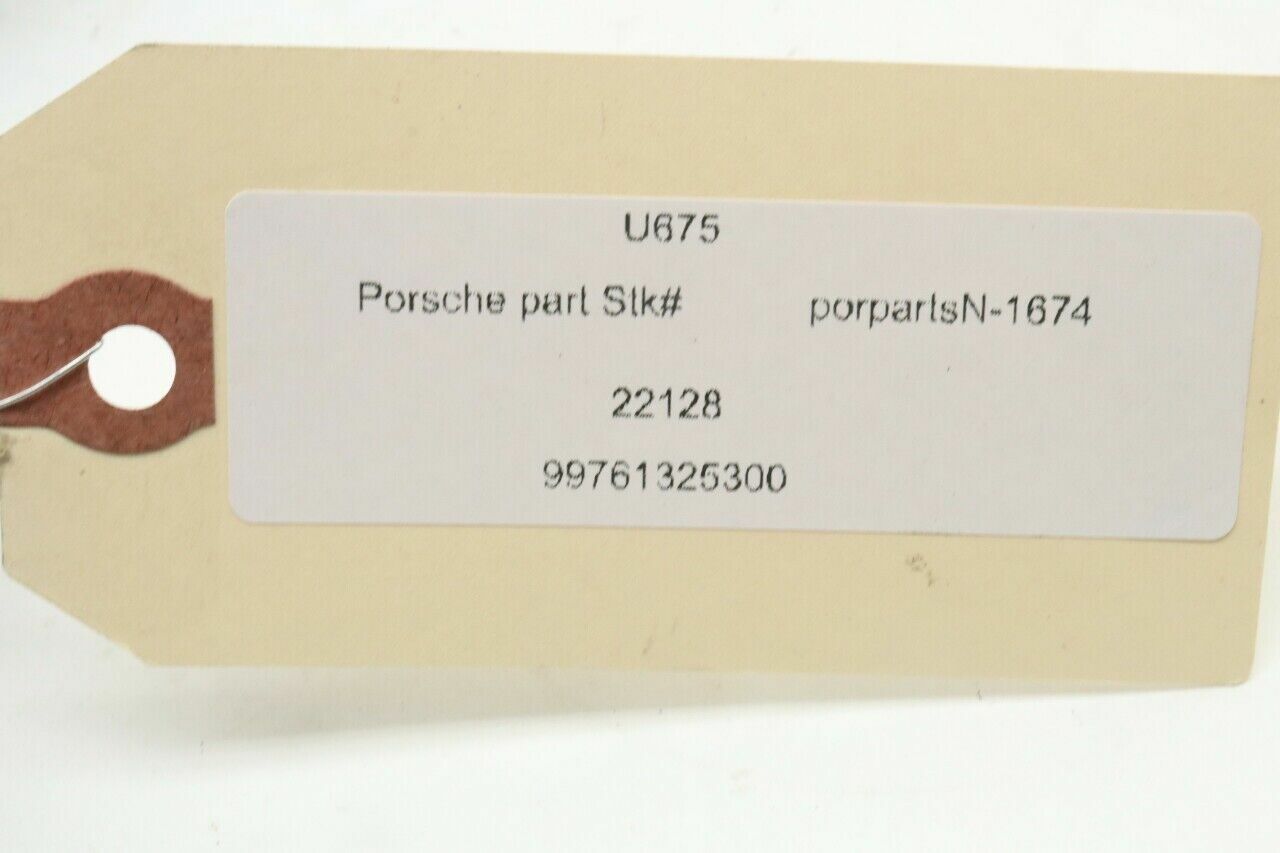 U675
Porsche part Stk# porpartsN-1674
22128
99761325300